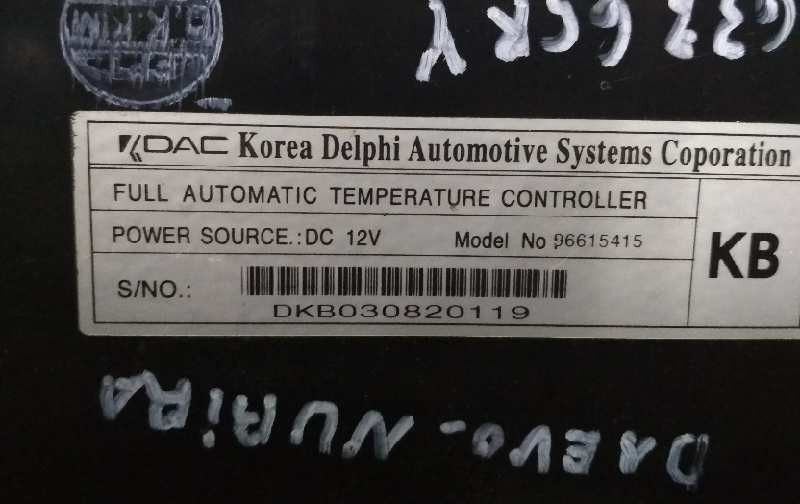 KDAC Korea Delphi Automotive Systems Coporation
FULL AUTOMATIC TEMPERATURE CONTROLLER
POWER SOURCE.:DC 12V Model No 96615415
KB
S/NO.:
DKB030820119
DAEVO-NUBIRA